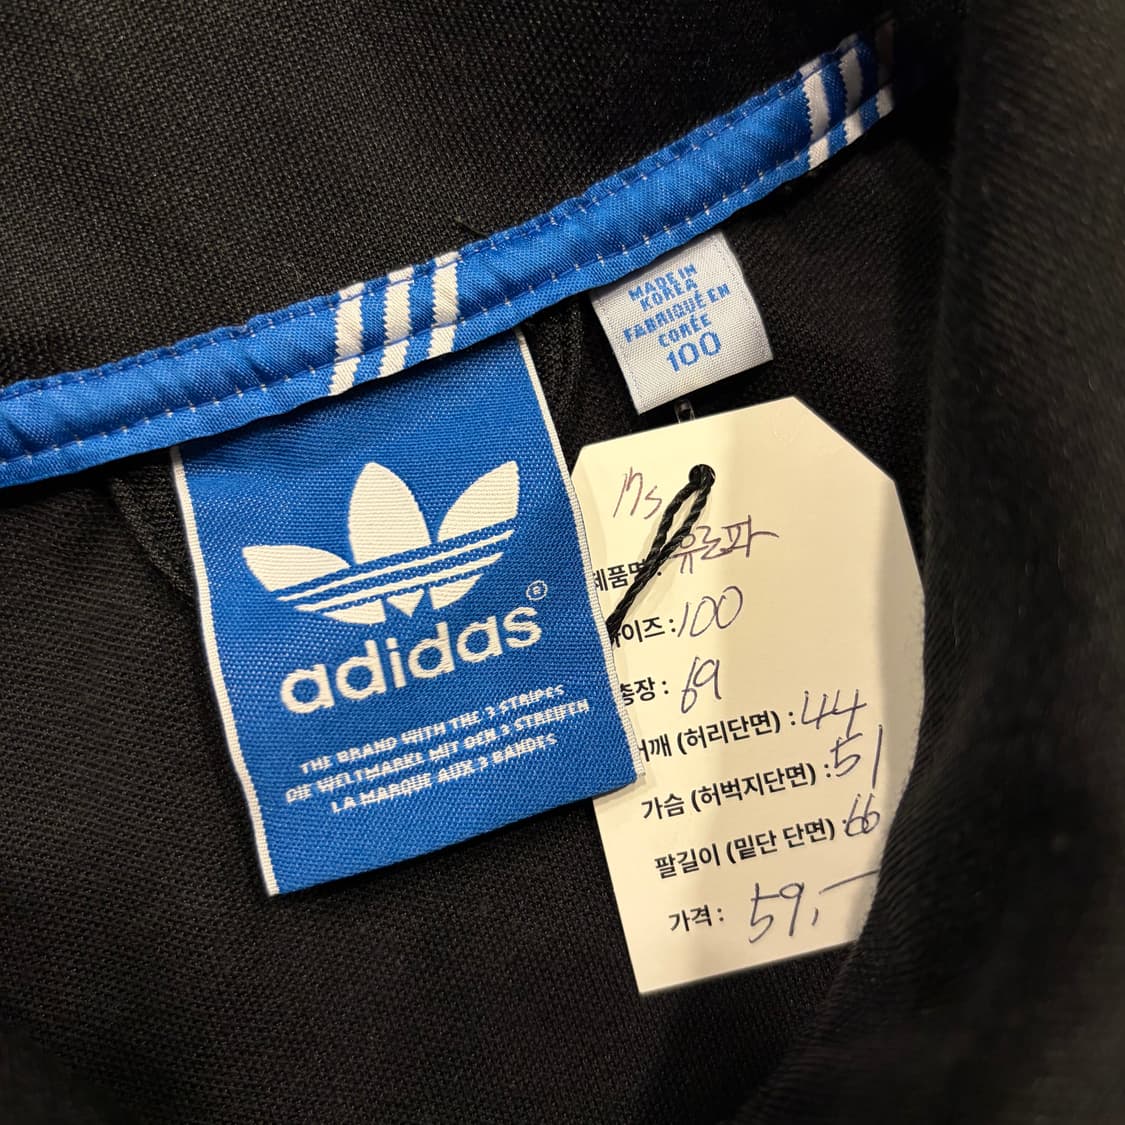 MADE IN
KOREA
FABRIQUÉ EN
CORÉE
100
adidas®
THE BRAND WITH THE 3 STRIPES
DIE WELTMARKE MIT DEN 3 STREIFEN
LA MARQUE AUX 3 BANDES
제품명: 유로파
이즈: 100
총장: 69
깨 (허리단면): 44
가슴 (허벅지단면): 51
팔길이 (밑단 단면) 66
가격: 59,-